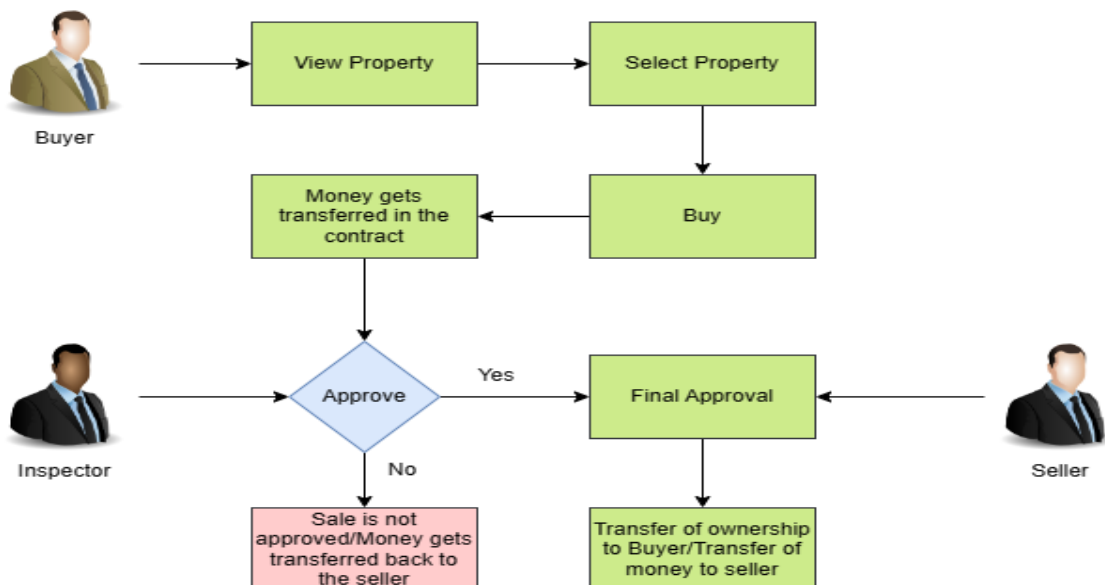 View Property
Select Property
Buyer
Money gets
transferred in the
contract
Buy
Approve
Yes
Final Approval
Inspector
No
Seller
Sale is not
approved/Money gets
transferred back to
the seller
Transfer of ownership
to Buyer/Transfer of
money to seller